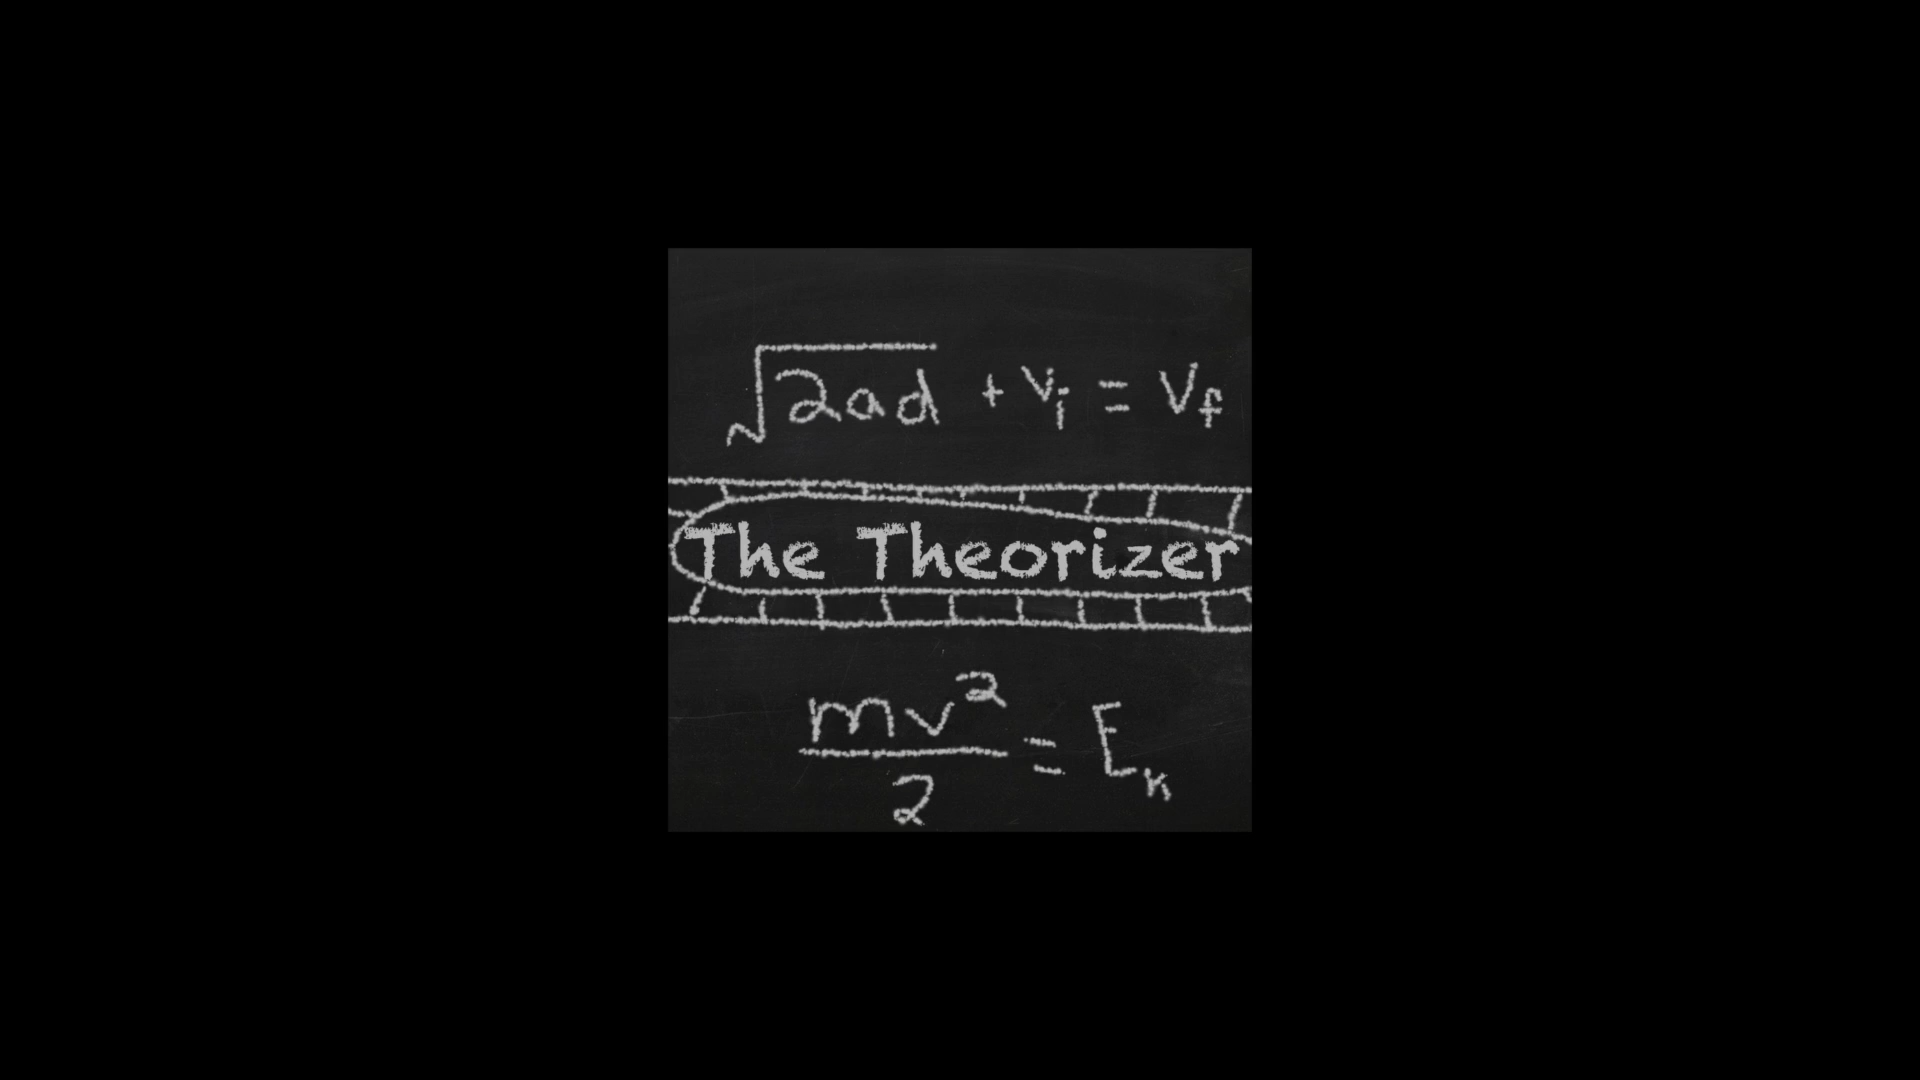 √2ad + vi = vf
The Theorizer
mv²/2 = Ek